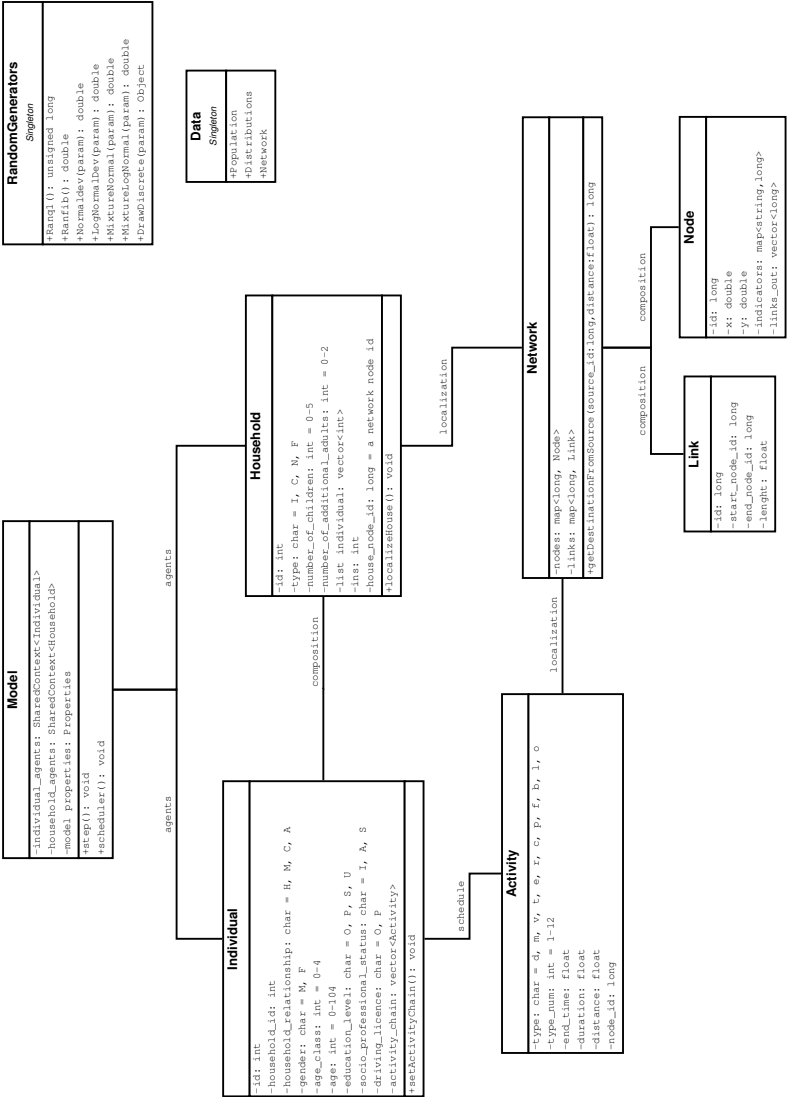 Model
-individual_agents: SharedContext<Individual>
-household_agents: SharedContext<Household>
-model properties: Properties
+step(): void
+scheduler(): void
RandomGenerators
Singleton
+Ranql(): unsigned long
+Ranfib(): double
+Normaldev(param): double
+LogNormalDev(param): double
+MixtureNormal(param): double
+MixtureLogNormal(param): double
+DrawDiscrete(param): Object
Data
Singleton
+Population
+Distributions
+Network
agents
agents
Individual
-id: int
-household_id: int
-household_relationship: char = H, M, C, A
-gender: char = M, F
-age_class: int = 0-4
-age: int = 0-104
-education_level: char = O, P, S, U
-socio_professional_status: char = I, A, S
-driving_licence: char = O, P
-activity_chain: vector<Activity>
+setActivityChain(): void
composition
Household
-id: int
-type: char = I, C, N, F
-number_of_children: int = 0-5
-number_of_additional_adults: int = 0-2
-list individual: vector<int>
-ins: int
-house_node_id: long = a network node id
+localizeHouse(): void
schedule
localization
Activity
-type: char = d, m, v, t, e, r, c, p, f, b, l, o
-type_num: int = 1-12
-end_time: float
-duration: float
-distance: float
-node_id: long
localization
Network
-nodes: map<long, Node>
-links: map<long, Link>
+getDestinationFromSource(source_id:long,distance:float): long
composition
composition
Link
-id: long
-start_node_id: long
-end_node_id: long
-lenght: float
Node
-id: long
-x: double
-y: double
-indicators: map<string,long>
-links_out: vector<long>